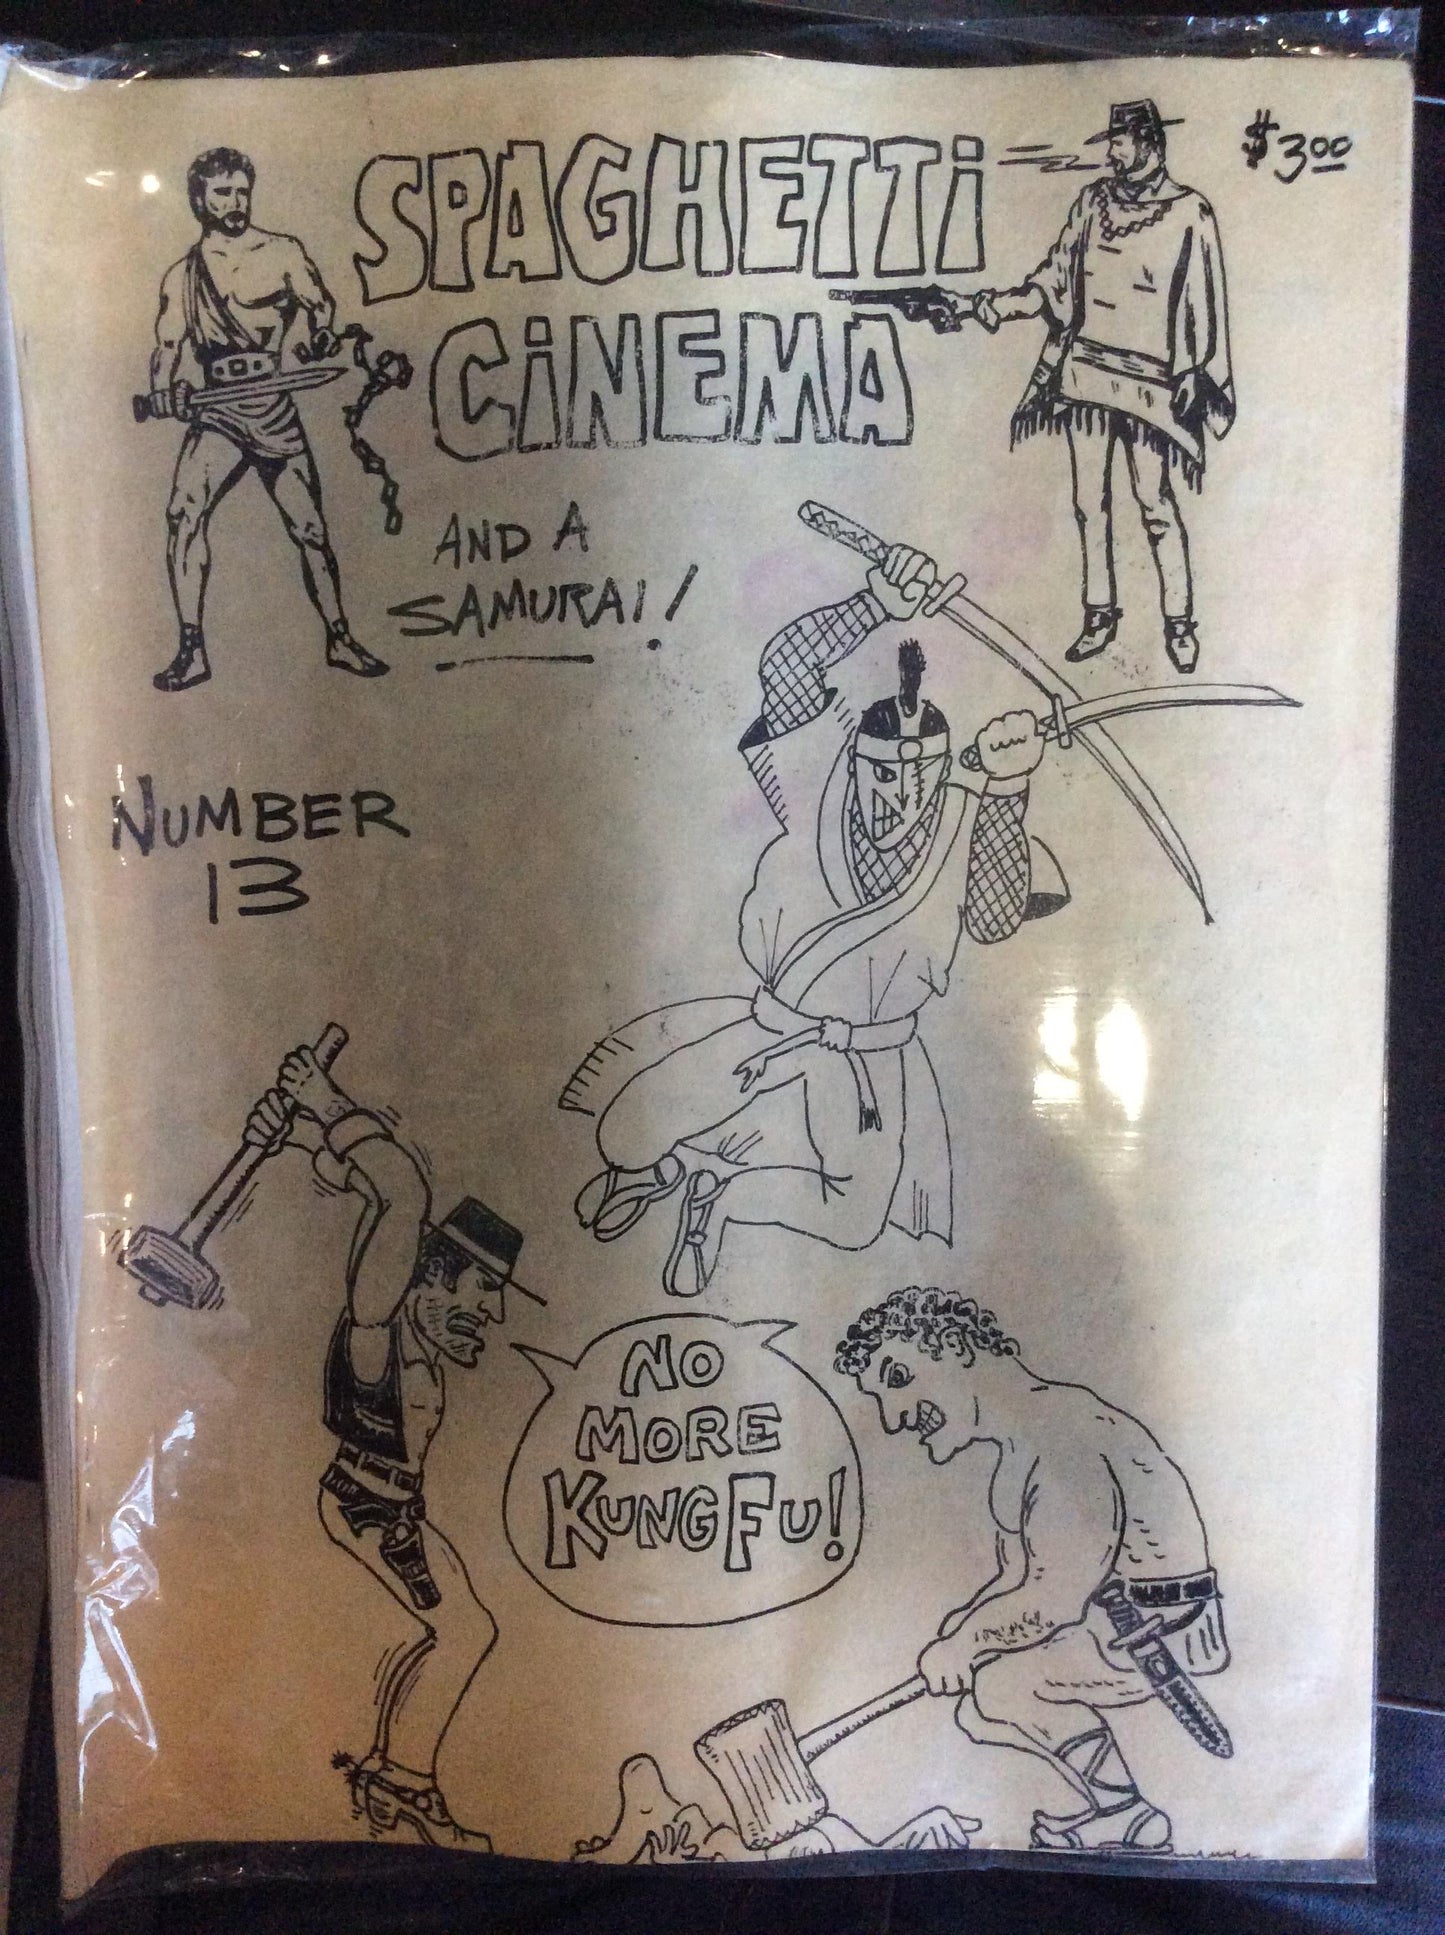 SPAGHETTi
CiNEMA
$3.00
AND A
SAMURAI!
NUMBER
13
NO
MORE
KUNG FU!